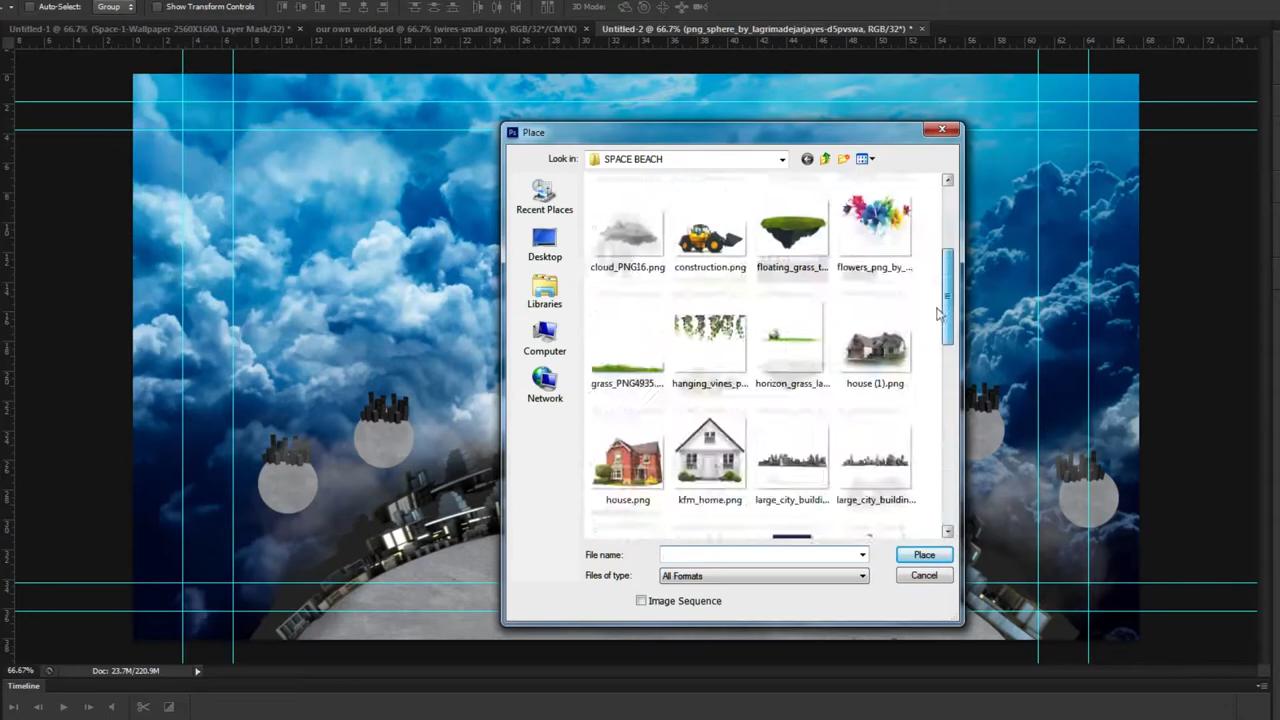 Auto-Select: Group Show Transform Controls 3D Mode:
Untitled-1 @ 66.7% (Space-1-Wallpaper-2560X1600, Layer Mask/32) * × our own world.psd @ 66.7% (wires-small copy, RGB/32*/CMYK) × Untitled-2 @ 66.7% (png_sphere_by_lagrimadejarjayes-d5pvswa, RGB/32*) * ×
Place
Look in: SPACE BEACH
Recent Places
Desktop
Libraries
Computer
Network
cloud_PNG16.png construction.png floating_grass_t... flowers_png_by_...
grass_PNG4935.... hanging_vines_p... horizon_grass_la... house (1).png
house.png kfm_home.png large_city_buildi... large_city_buildin...
File name: Place
Files of type: All Formats Cancel
Image Sequence
66.67% Doc: 23.7M/220.9M
Timeline